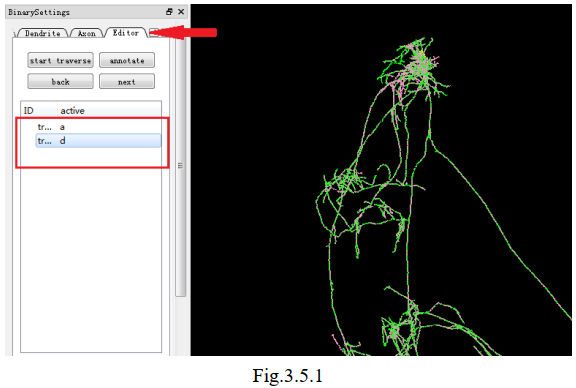 BinarySettings
Dendrite Axon Editor
start traverse annotate
back next
ID active
tr... a
tr... d
Fig.3.5.1